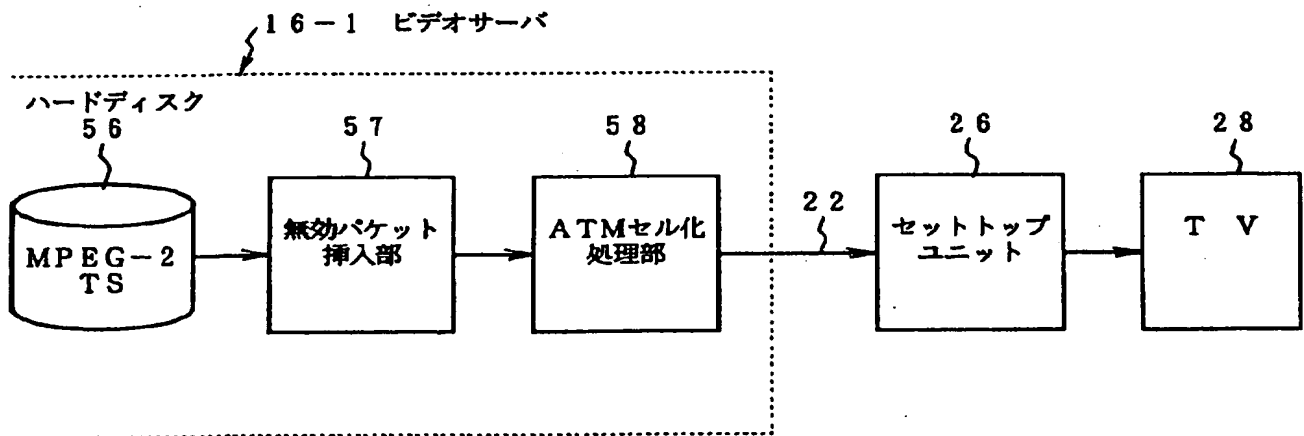 １６－１ ビデオサーバ
ハードディスク
５６
５７
５８
２６
２８
MPEG－2
TS
無効パケット
挿入部
ATMセル化
処理部
２２
セットトップ
ユニット
T V